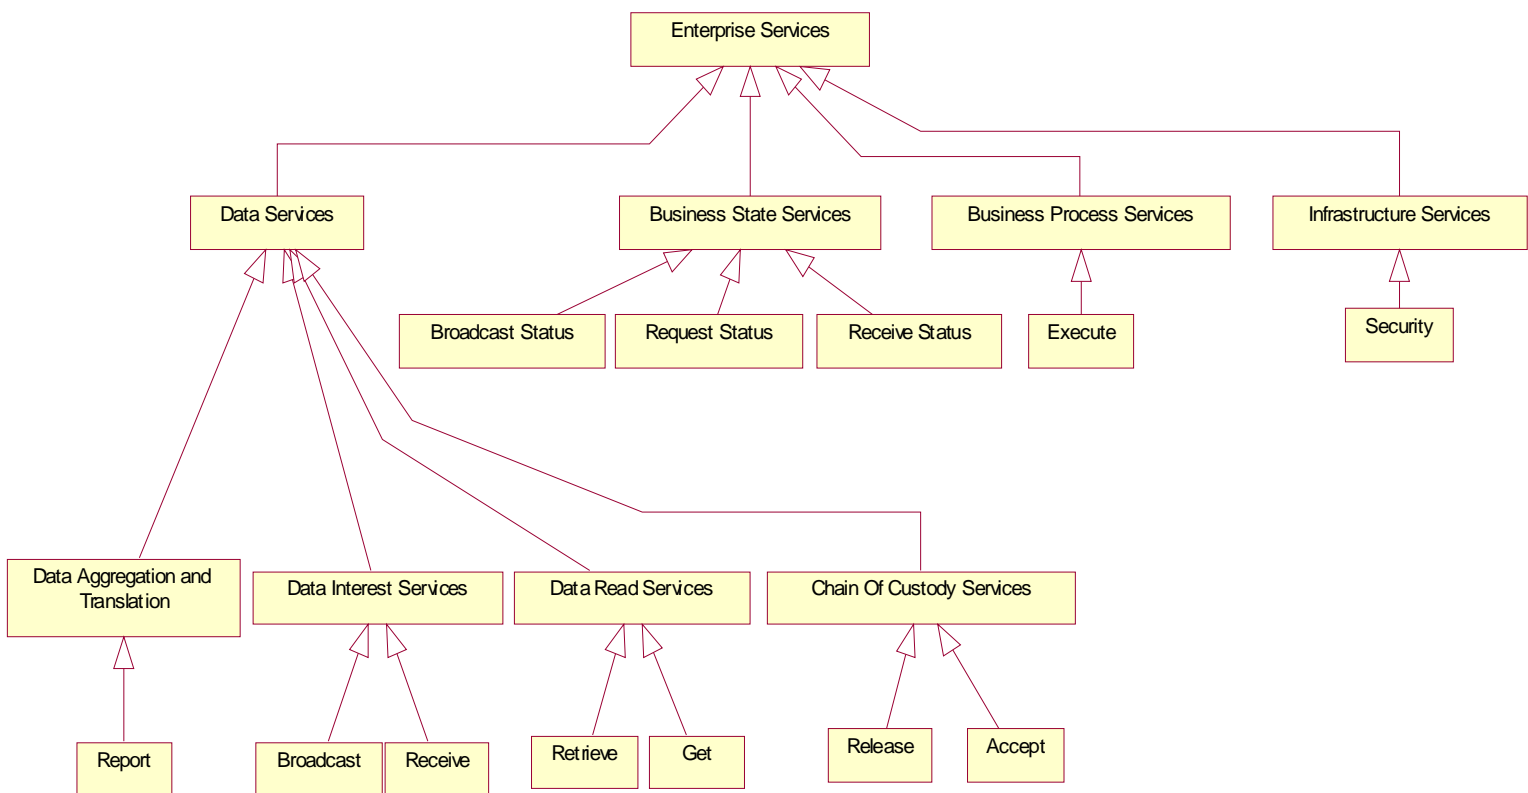 Enterprise Services
Data Services
Business State Services
Business Process Services
Infrastructure Services
Broadcast Status
Request Status
Receive Status
Execute
Security
Data Aggregation and
Translation
Data Interest Services
Data Read Services
Chain Of Custody Services
Report
Broadcast
Receive
Retrieve
Get
Release
Accept